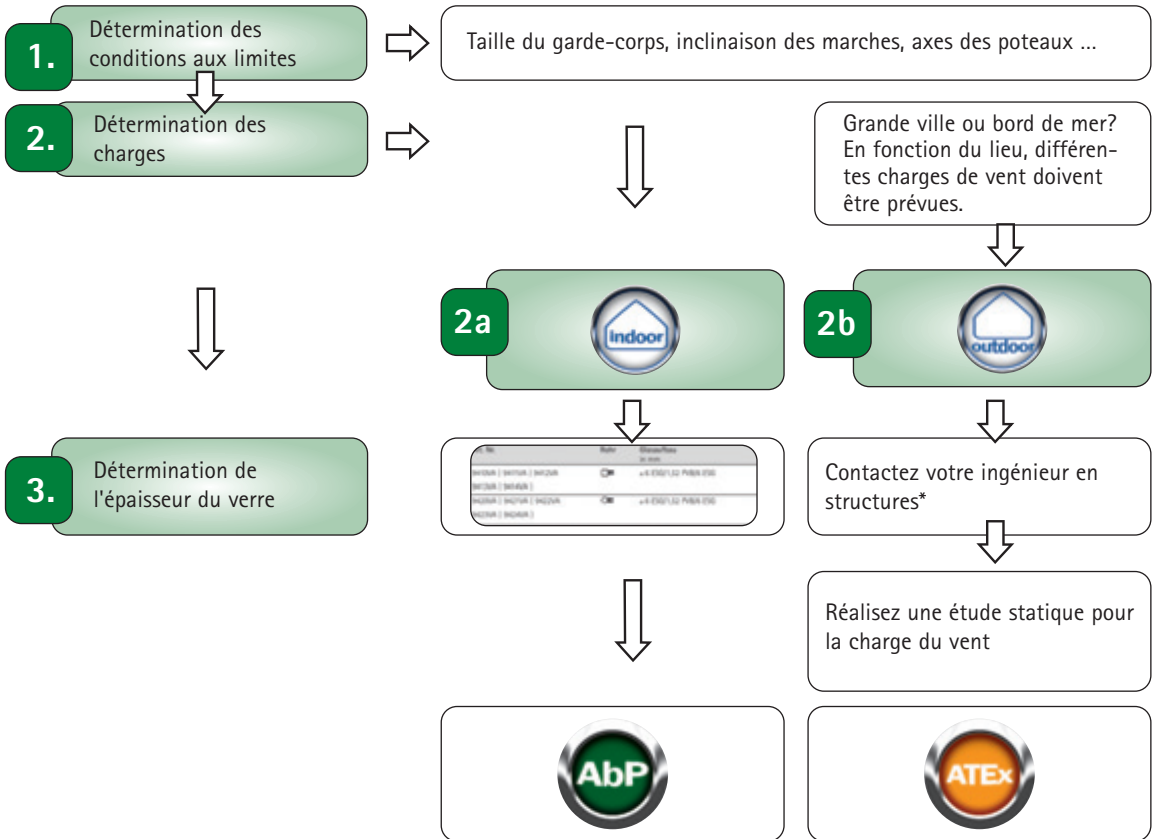 1.
Détermination des
conditions aux limites
Taille du garde-corps, inclinaison des marches, axes des poteaux ...
2.
Détermination des
charges
Grande ville ou bord de mer?
En fonction du lieu, différen-
tes charges de vent doivent
être prévues.
2a
indoor
2b
outdoor
3.
Détermination de
l'épaisseur du verre
Contactez votre ingénieur en
structures*
Réalisez une étude statique pour
la charge du vent
AbP
ATEx